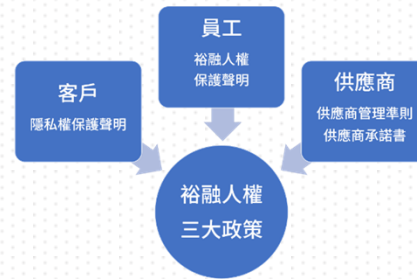 員工
裕融人權
保護聲明
客戶
隱私權保護聲明
供應商
供應商管理準則
供應商承諾書
裕融人權
三大政策